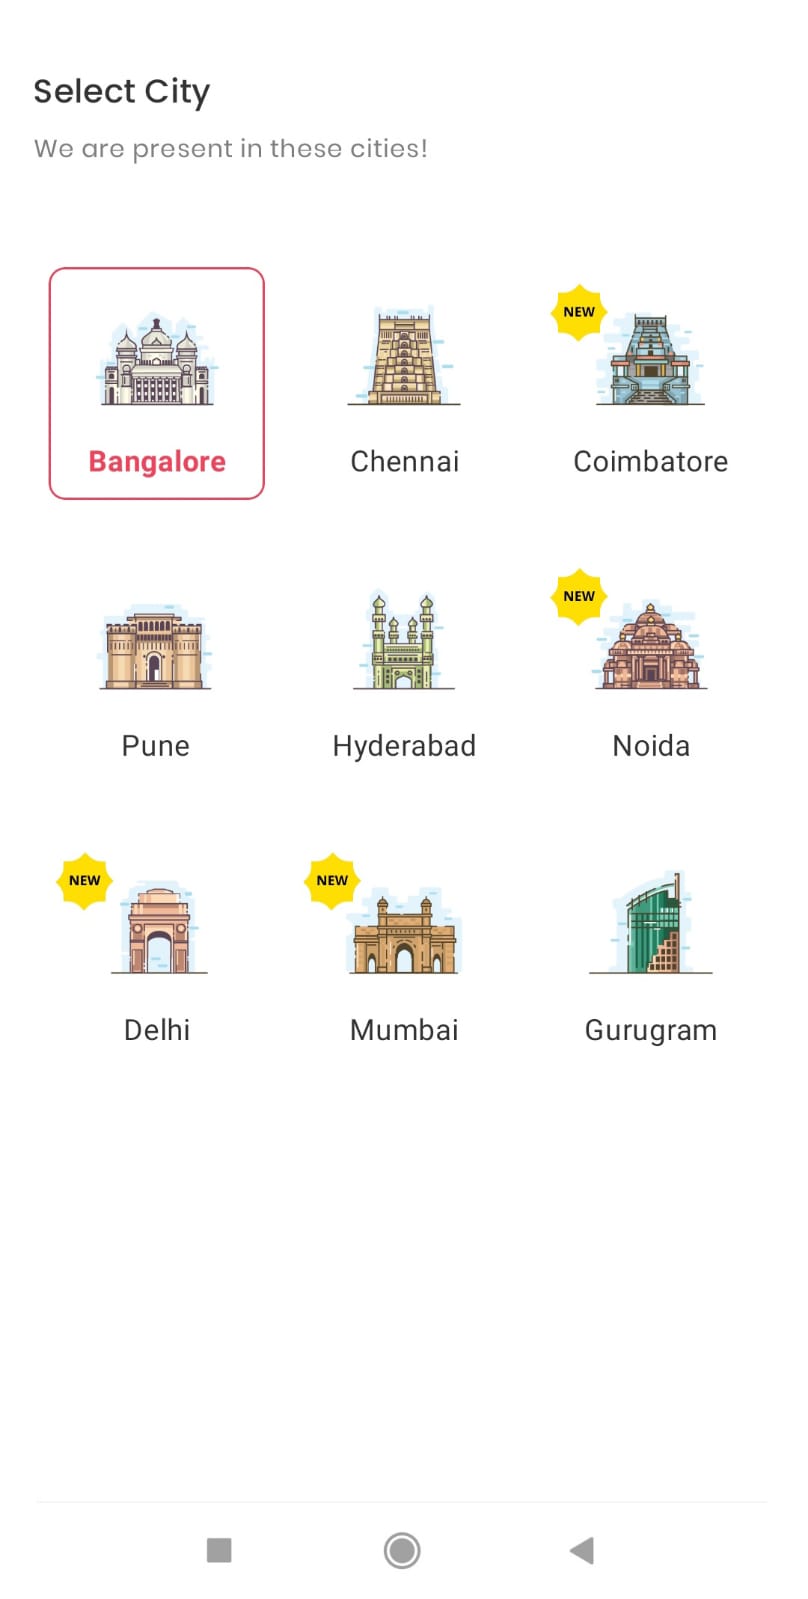 Select City
We are present in these cities!
Bangalore
Chennai
NEW
Coimbatore
Pune
Hyderabad
NEW
Noida
NEW
Delhi
NEW
Mumbai
Gurugram